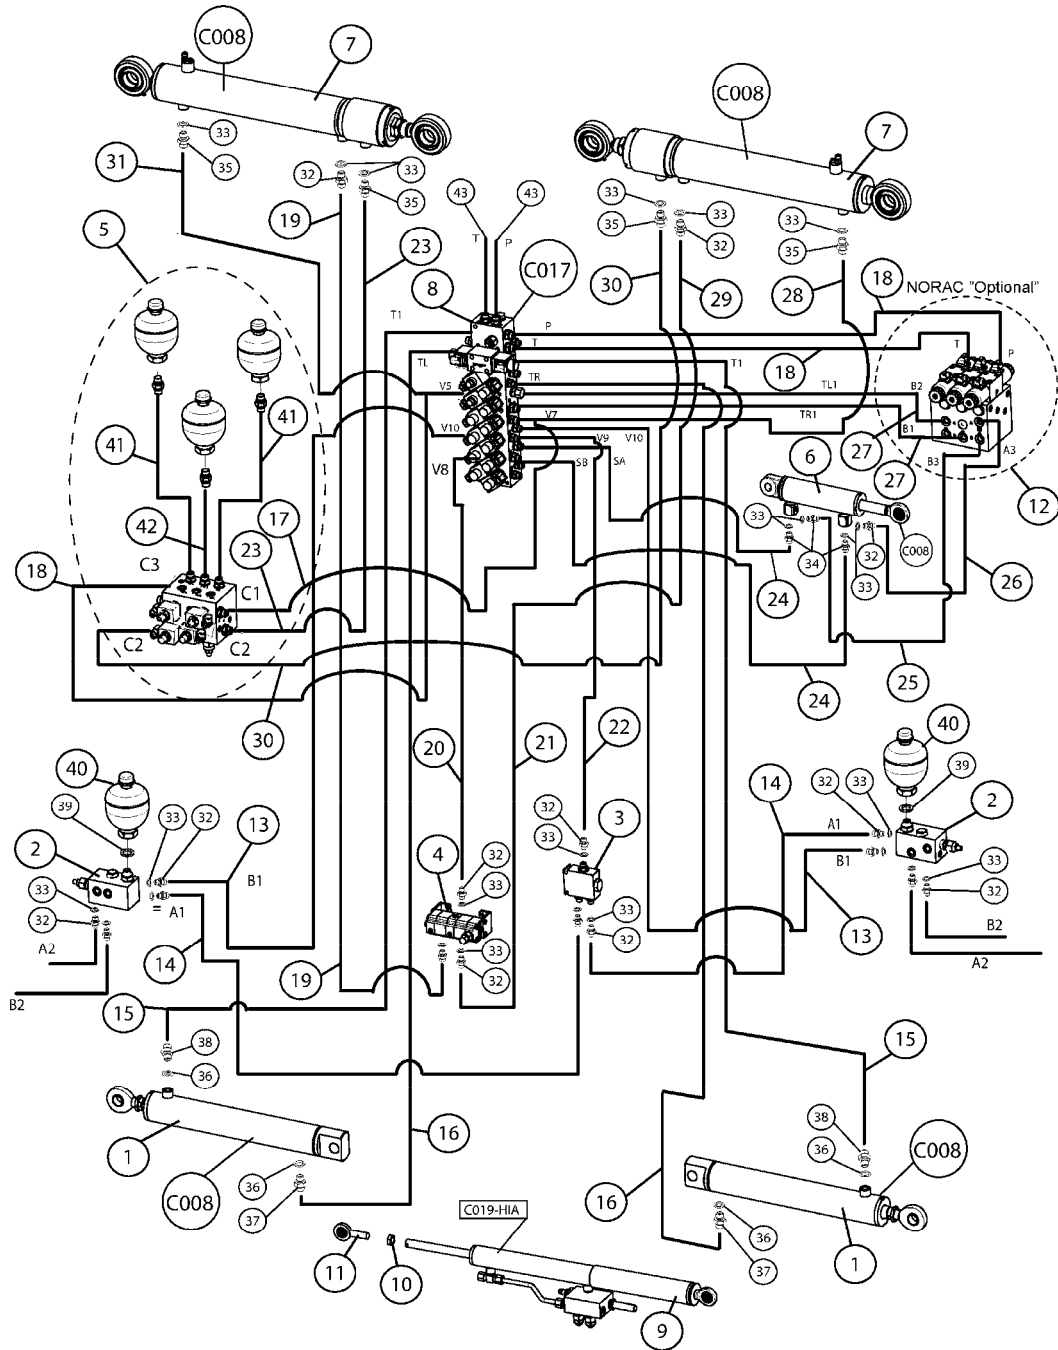 C008
7
C008
7
33
35
31
32
33
35
19
23
5
43
43
T
P
C017
8
33
35
33
32
33
35
30
29
28
18
NORAC "Optional"
T1
P
T
TL
T1
18
T
P
TR
TL1
B2
V5
V7
TR1
B1
27
V10
V9
V10
V8
SB
SA
6
27
B3
A3
12
41
41
42
17
C3
23
18
C1
C2
C2
33
34
32
33
C008
24
26
25
24
30
20
21
22
14
40
39
2
40
39
33
32
13
2
B1
33
32
= A1
A2
B2
14
19
15
4
32
33
33
32
32
33
3
33
32
32
33
A1
B1
13
33
32
B2
A2
38
36
1
C008
36
37
16
15
38
36
C008
16
36
37
1
C019-HIA
11
10
9